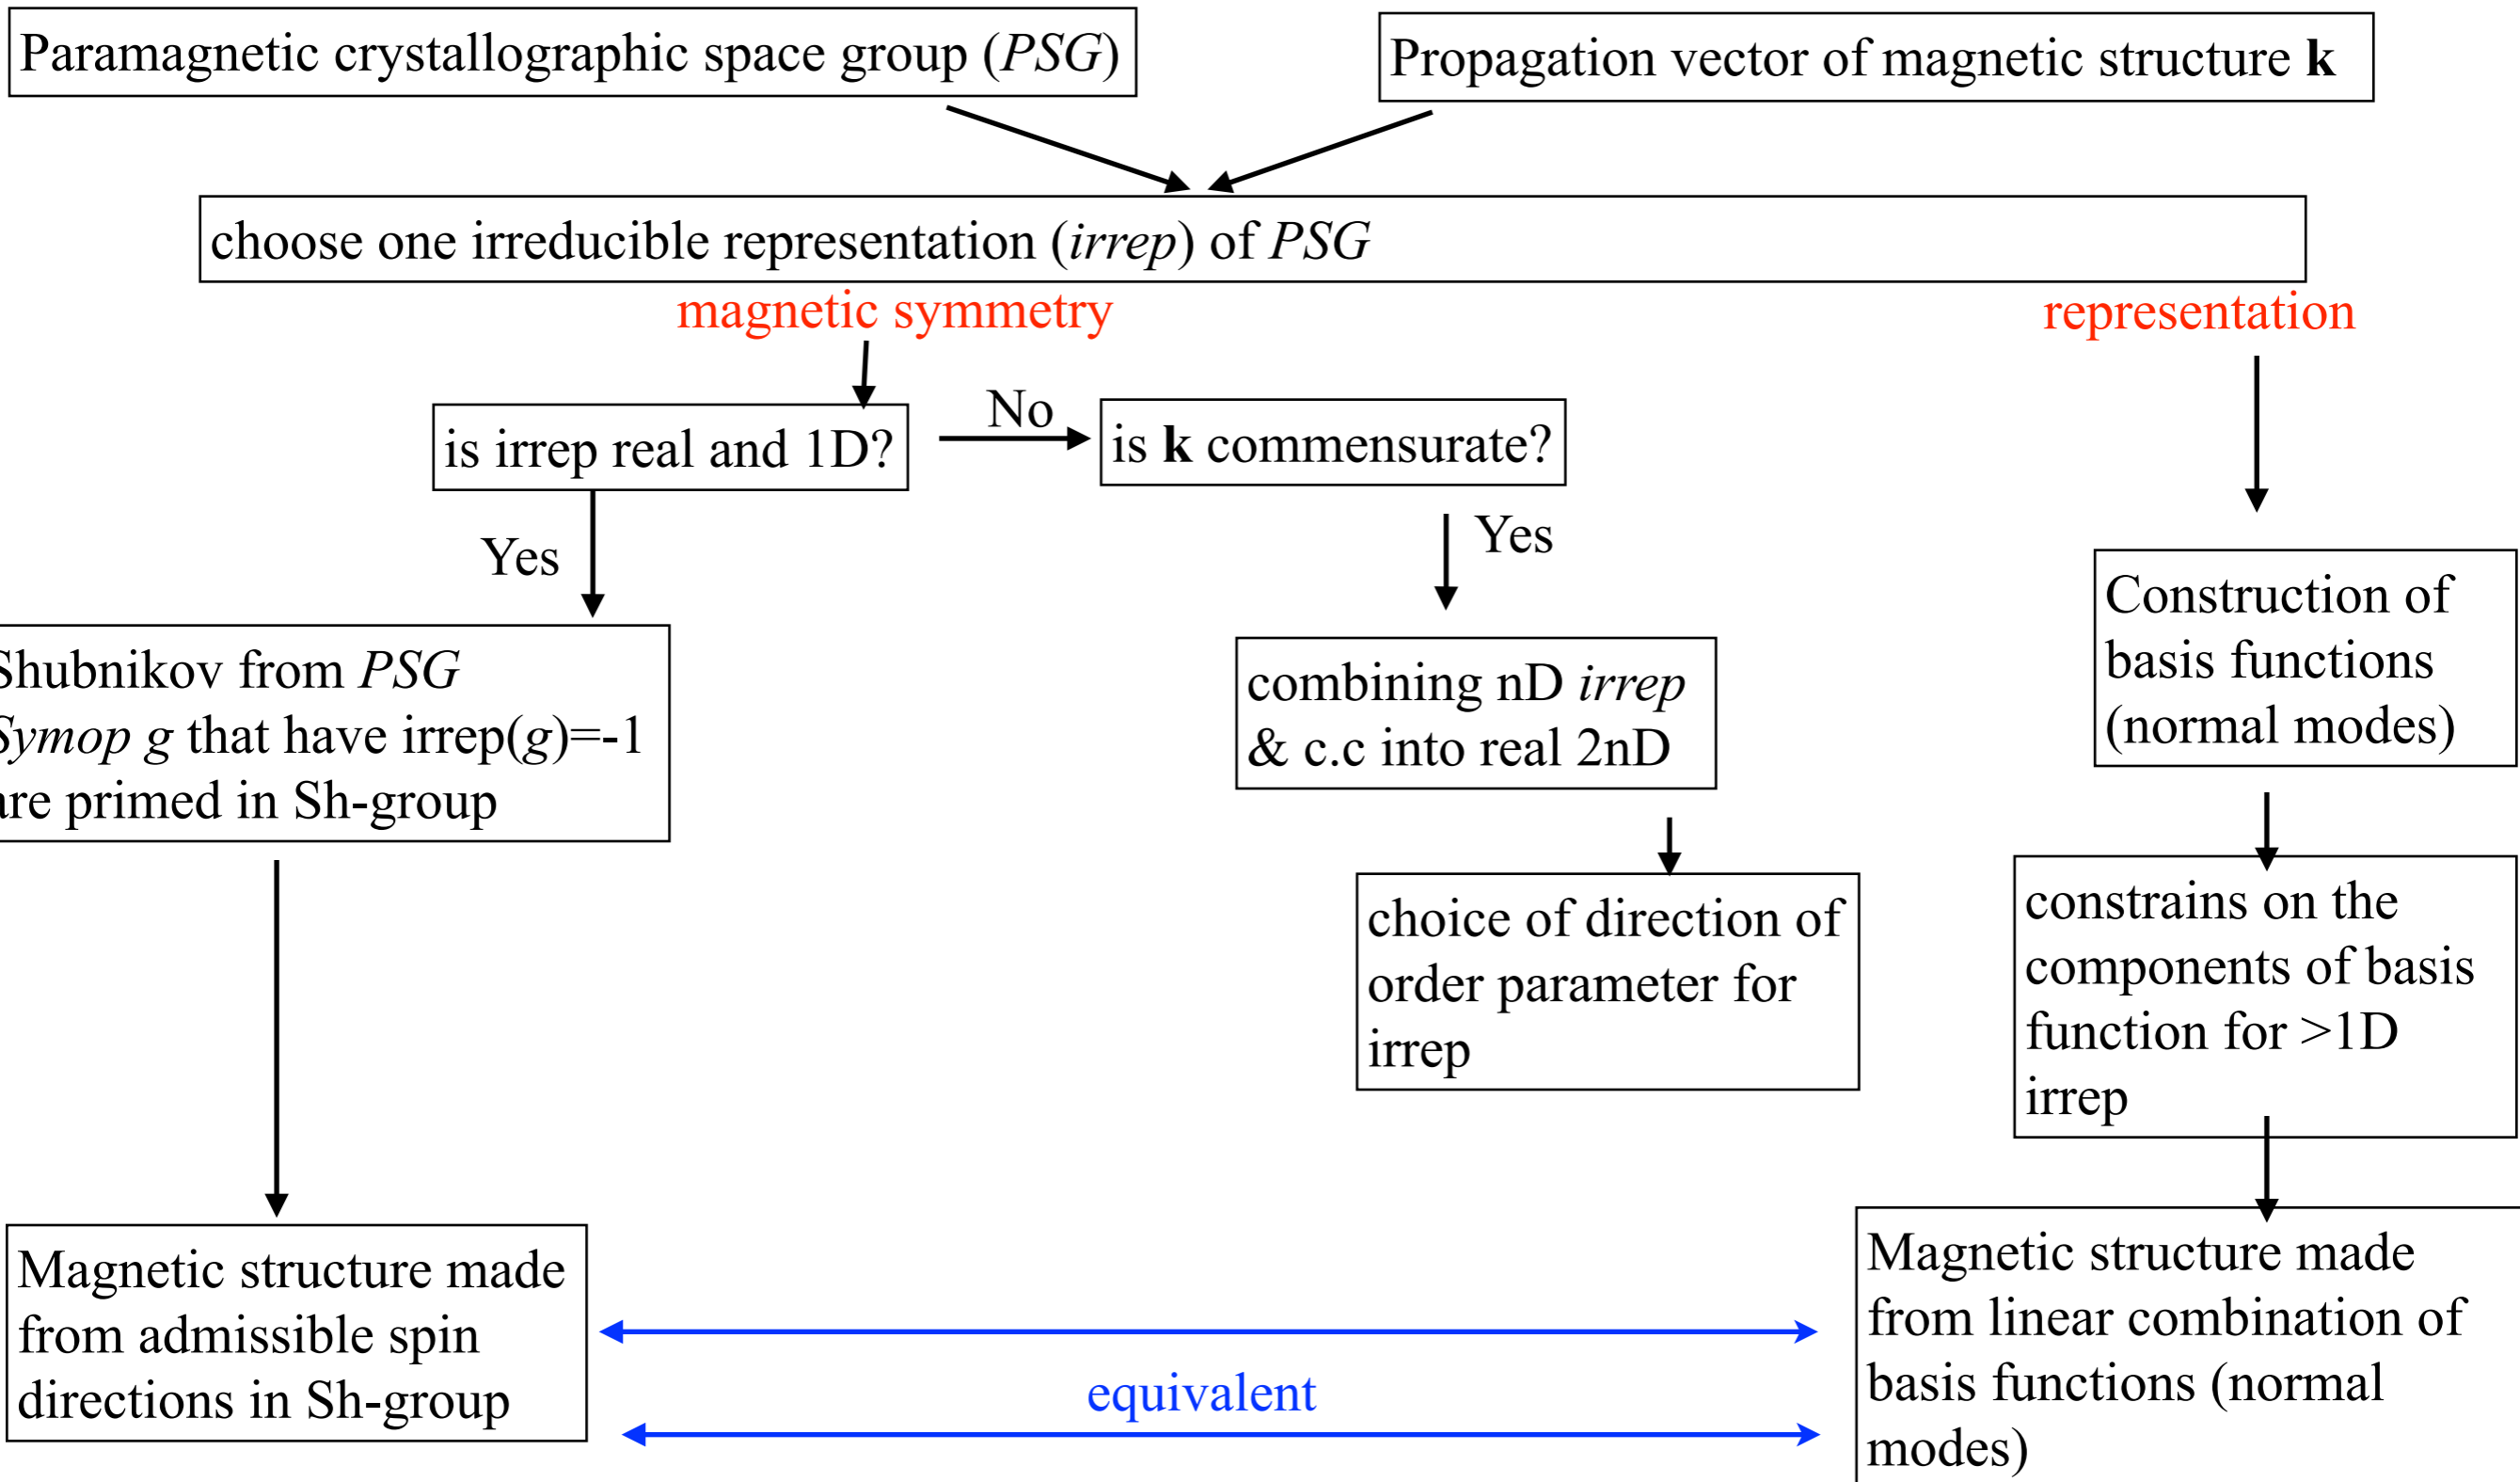 Paramagnetic crystallographic space group (PSG)
Propagation vector of magnetic structure k
choose one irreducible representation (irrep) of PSG
magnetic symmetry
representation
is irrep real and 1D?
No
is k commensurate?
Yes
Yes
Shubnikov from PSG
Symop g that have irrep(g)=-1
are primed in Sh-group
combining nD irrep
& c.c into real 2nD
Construction of
basis functions
(normal modes)
choice of direction of
order parameter for
irrep
constrains on the
components of basis
function for >1D
irrep
Magnetic structure made
from admissible spin
directions in Sh-group
equivalent
Magnetic structure made
from linear combination of
basis functions (normal
modes)